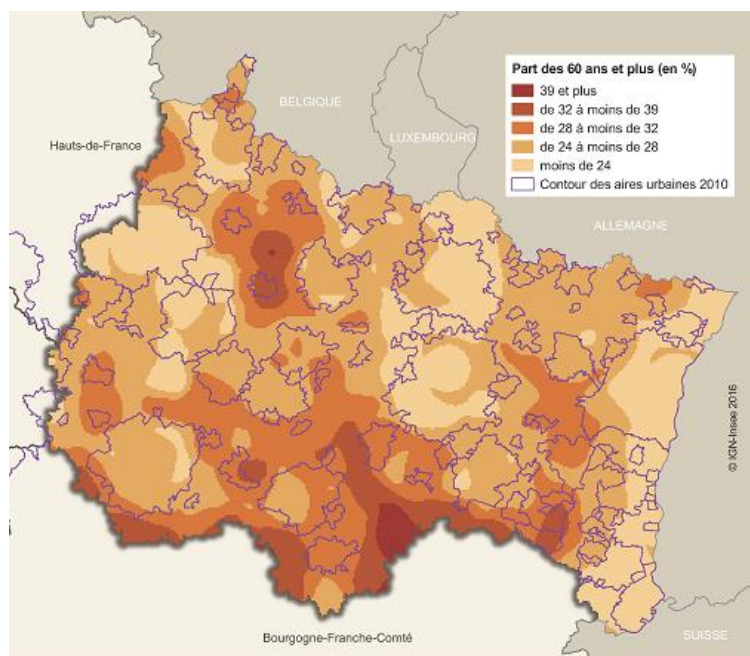 Part des 60 ans et plus (en %)
39 et plus
de 32 à moins de 39
de 28 à moins de 32
de 24 à moins de 28
moins de 24
Contour des aires urbaines 2010
BELGIQUE
LUXEMBOURG
Hauts-de-France
ALLEMAGNE
© IGN-Insee 2016
Bourgogne-Franche-Comté
SUISSE